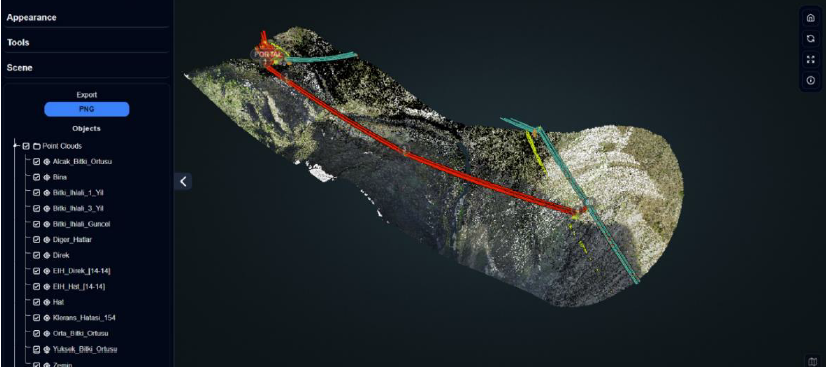 Appearance
Tools
Scene
Export
PNG
Objects
Point Clouds
Alcak_Bitki_Ortusu
Bina
Bitki_Ihlali_1_Yil
Bitki_Ihlali_3_Yil
Bitki_Ihlali_Guncel
Diger_Hatlar
Direk
EIH_Direk_[14-14]
EIH_Hat_[14-14]
Hat
Klerans_Hatasi_154
Orta_Bitki_Ortusu
Yuksek_Bitki_Ortusu
Zemin
PORTAL